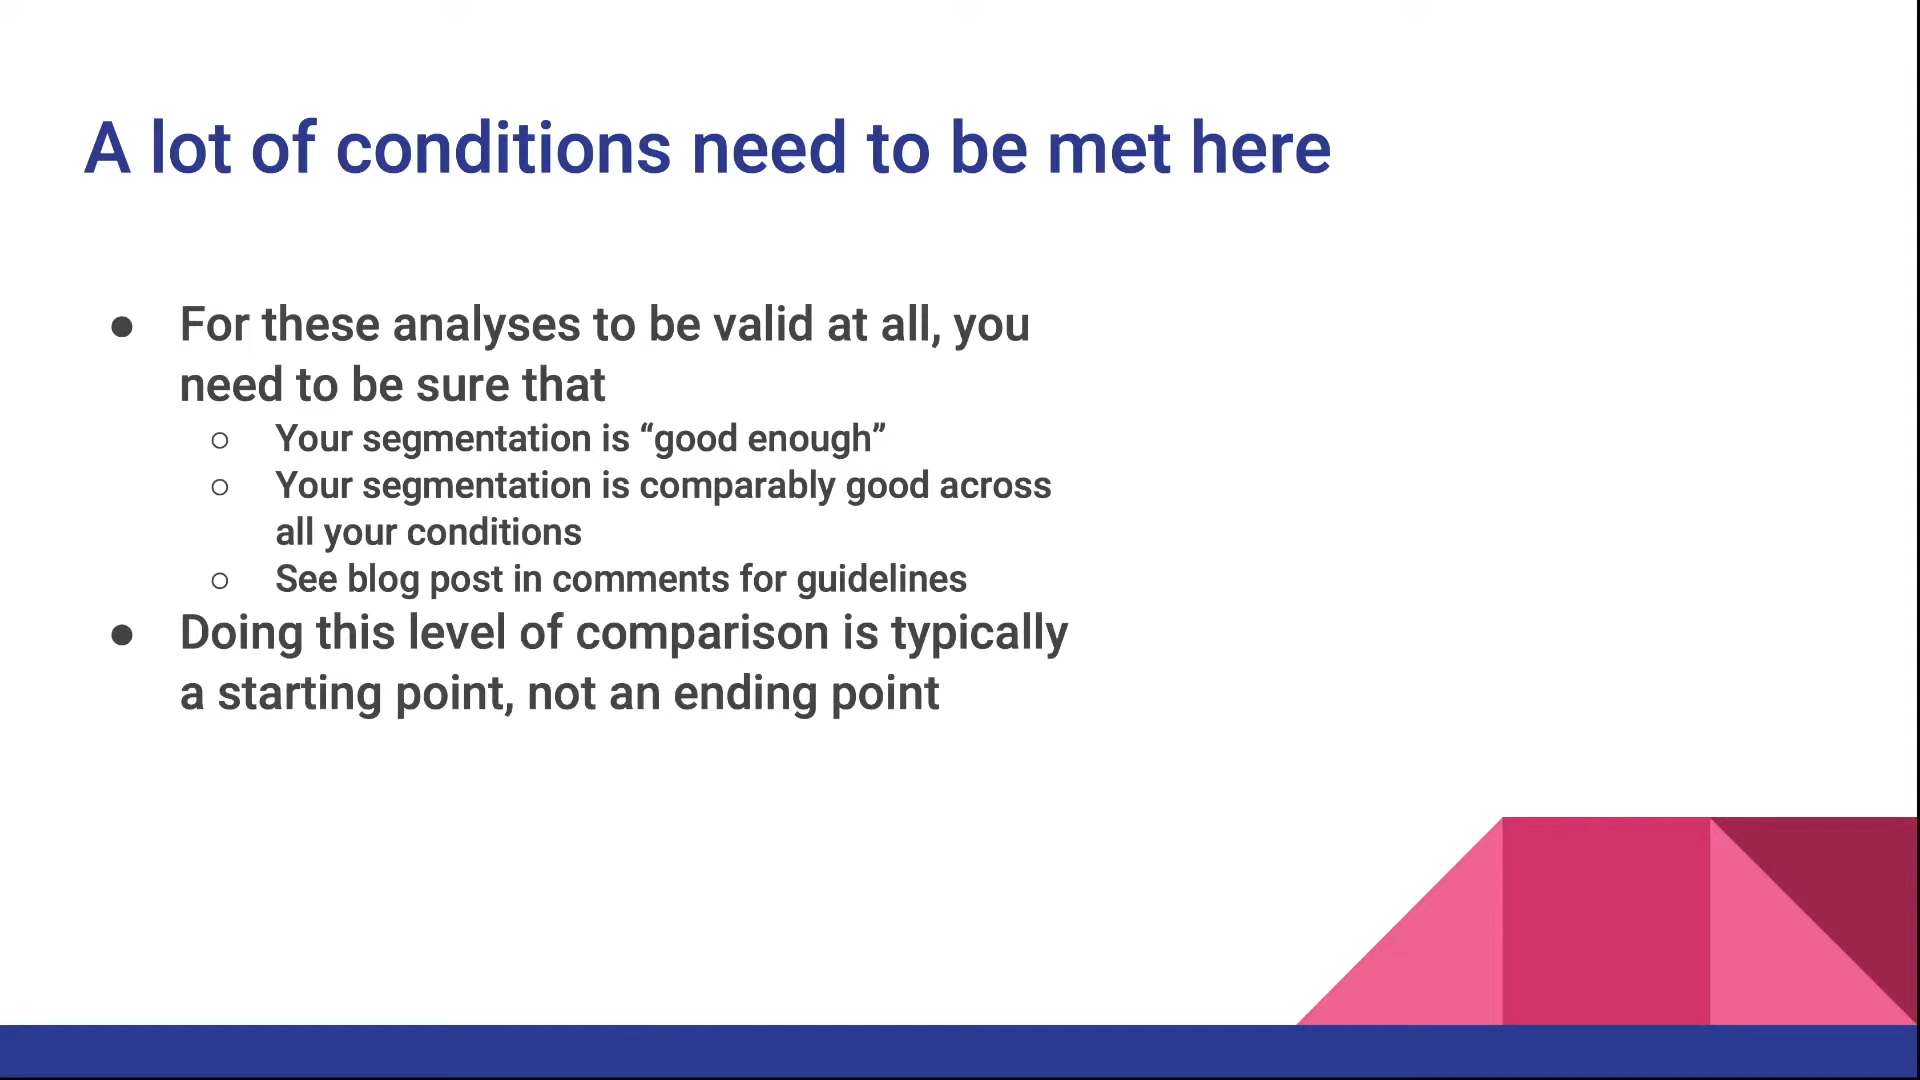 A lot of conditions need to be met here
● For these analyses to be valid at all, you
need to be sure that
○ Your segmentation is “good enough”
○ Your segmentation is comparably good across
all your conditions
○ See blog post in comments for guidelines
● Doing this level of comparison is typically
a starting point, not an ending point